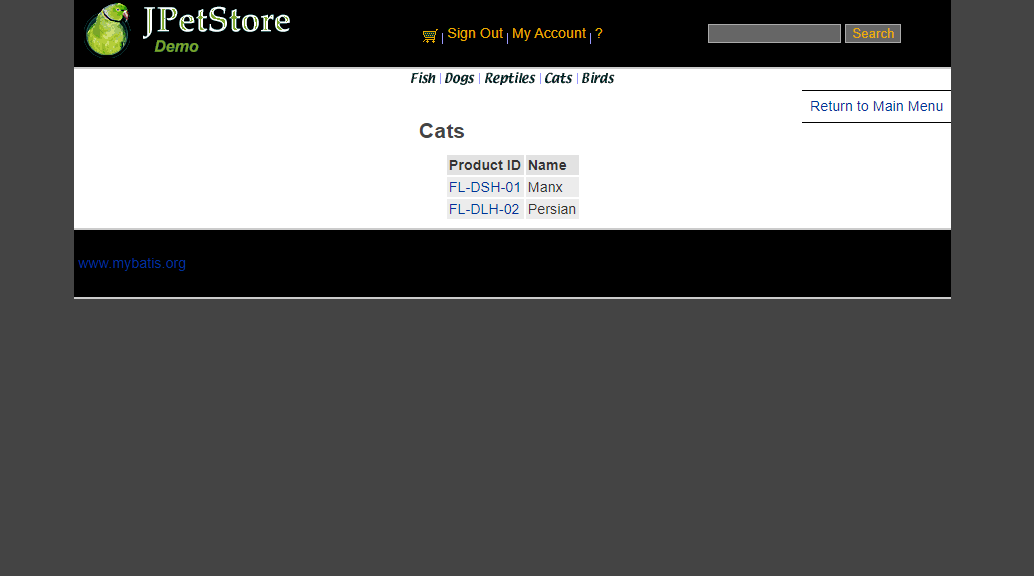 JPetStore
Demo
Sign Out | My Account | ?
Search
Fish | Dogs | Reptiles | Cats | Birds
Return to Main Menu
Cats
Product ID Name
FL-DSH-01 Manx
FL-DLH-02 Persian
www.mybatis.org